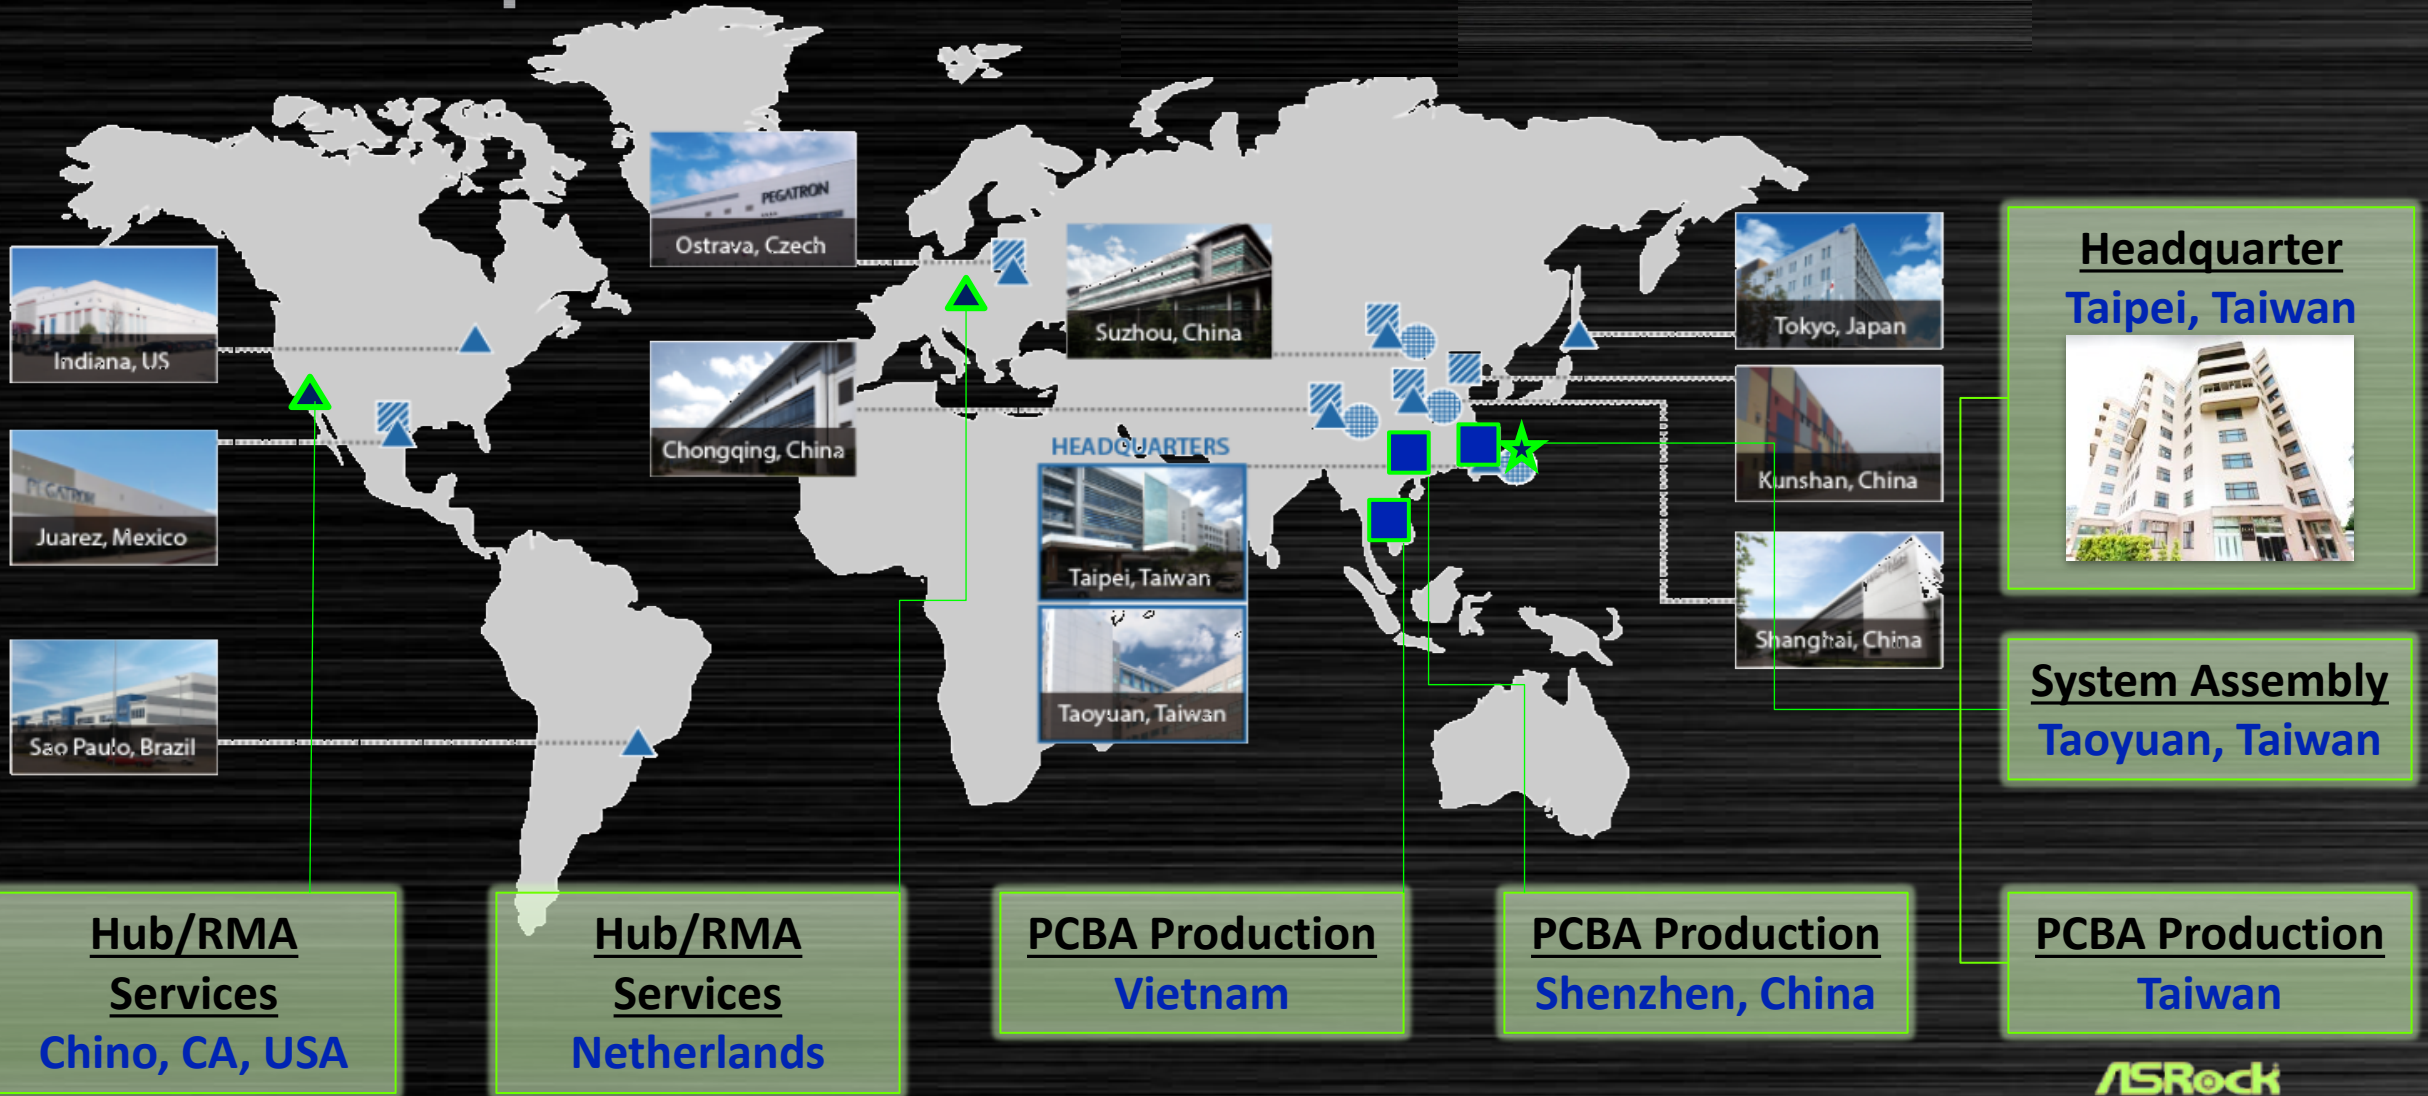 PEGATRON
Ostrava, Czech
Indiana, US
Suzhou, China
Chongqing, China
HEADQUARTERS
Taipei, Taiwan
Taoyuan, Taiwan
PEGATRON
Juarez, Mexico
Sao Paulo, Brazil
Tokyo, Japan
Kunshan, China
Shanghai, China
Headquarter
Taipei, Taiwan
System Assembly
Taoyuan, Taiwan
Hub/RMA
Services
Chino, CA, USA
Hub/RMA
Services
Netherlands
PCBA Production
Vietnam
PCBA Production
Shenzhen, China
PCBA Production
Taiwan
ASRock